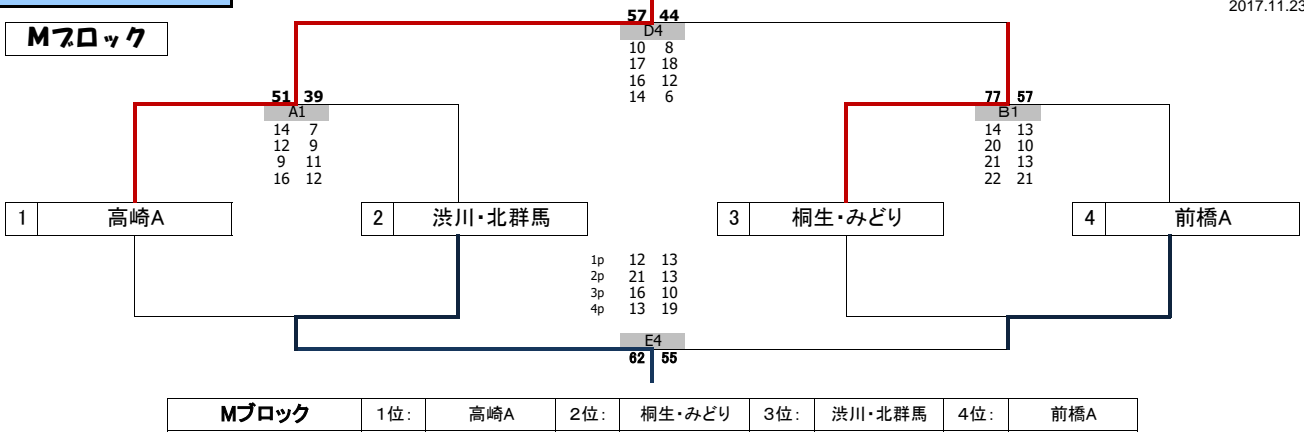 2017.11.23
Mブロック
57 44
D4
10 8
17 18
16 12
14 6
51 39
A1
14 7
12 9
9 11
16 12
77 57
B1
14 13
20 10
21 13
22 21
1 高崎A 2 渋川・北群馬 3 桐生・みどり 4 前橋A
1p 12 13
2p 21 13
3p 16 10
4p 13 19
E4
62 55
Mブロック 1位: 高崎A 2位: 桐生・みどり 3位: 渋川・北群馬 4位: 前橋A